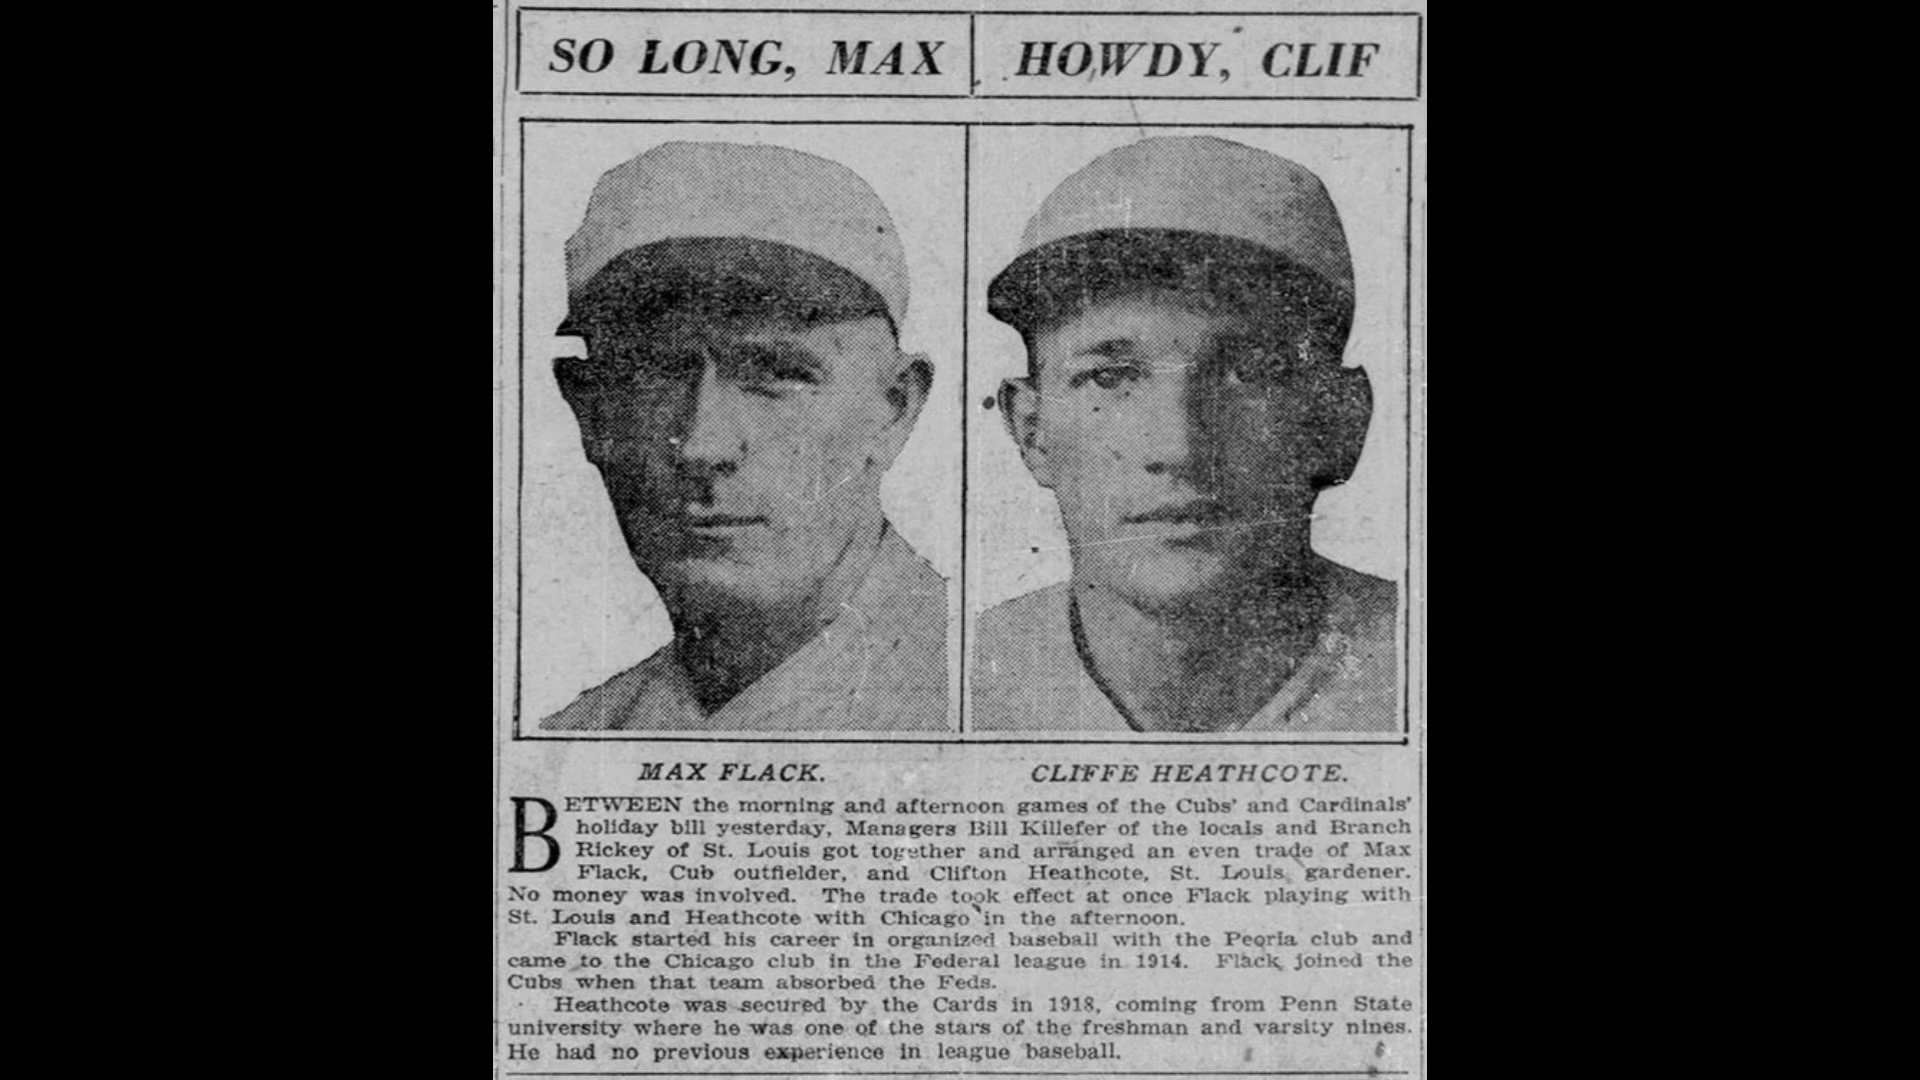 SO LONG, MAX
HOWDY, CLIF
MAX FLACK.
CLIFFE HEATHCOTE.
BETWEEN the morning and afternoon games of the Cubs' and Cardinals'
holiday bill yesterday, Managers Bill Killefer of the locals and Branch
Rickey of St. Louis got together and arranged an even trade of Max
Flack, Cub outfielder, and Clifton Heathcote, St. Louis gardener.
No money was involved. The trade took effect at once Flack playing with
St. Louis and Heathcote with Chicago in the afternoon.
Flack started his career in organized baseball with the Peoria club and
came to the Chicago club in the Federal league in 1914. Flack joined the
Cubs when that team absorbed the Feds.
Heathcote was secured by the Cards in 1918, coming from Penn State
university where he was one of the stars of the freshman and varsity nines.
He had no previous experience in league baseball.